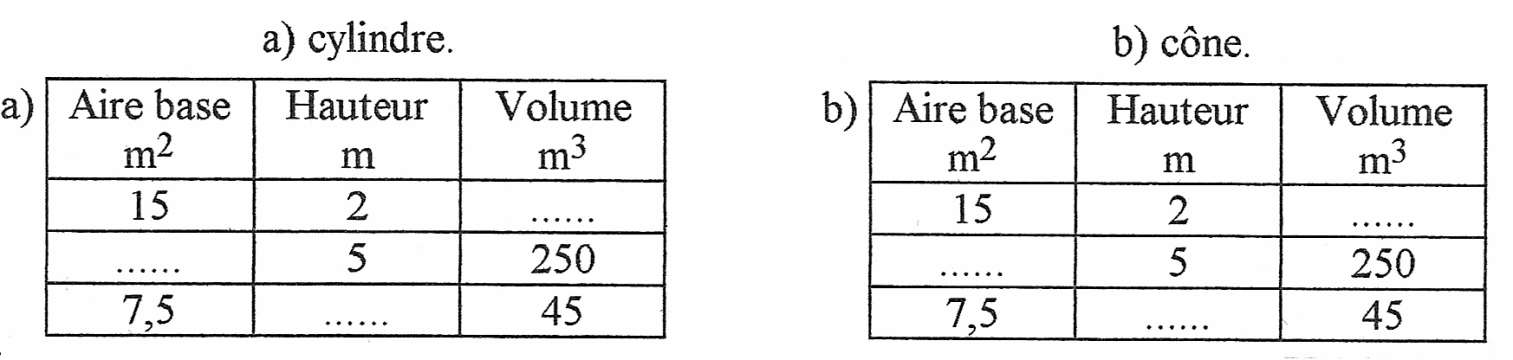 a) cylindre.
b) cône.
a) Aire base m² Hauteur m Volume m³
15 2 ......
...... 5 250
7,5 ...... 45
b) Aire base m² Hauteur m Volume m³
15 2 ......
...... 5 250
7,5 ...... 45